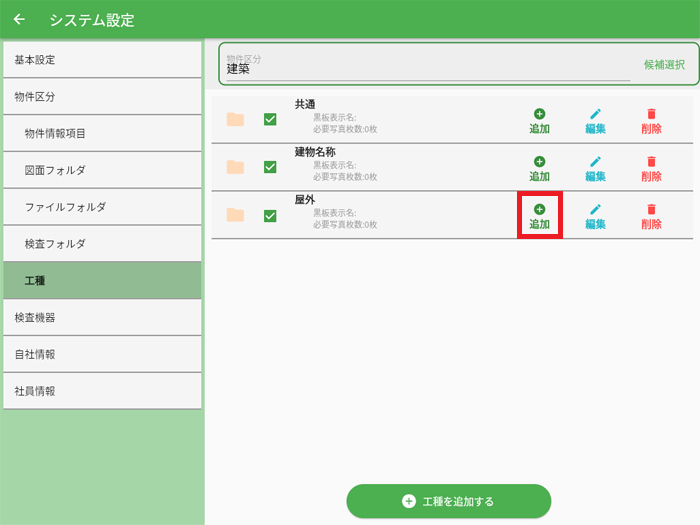 システム設定
基本設定
物件区分
物件情報項目
図面フォルダ
ファイルフォルダ
検査フォルダ
工種
検査機器
自社情報
社員情報
物件区分
建築
候補選択
共通
黒板表示名:
必要写真枚数:0枚
追加 編集 削除
建物名称
黒板表示名:
必要写真枚数:0枚
追加 編集 削除
屋外
黒板表示名:
必要写真枚数:0枚
追加 編集 削除
工種を追加する